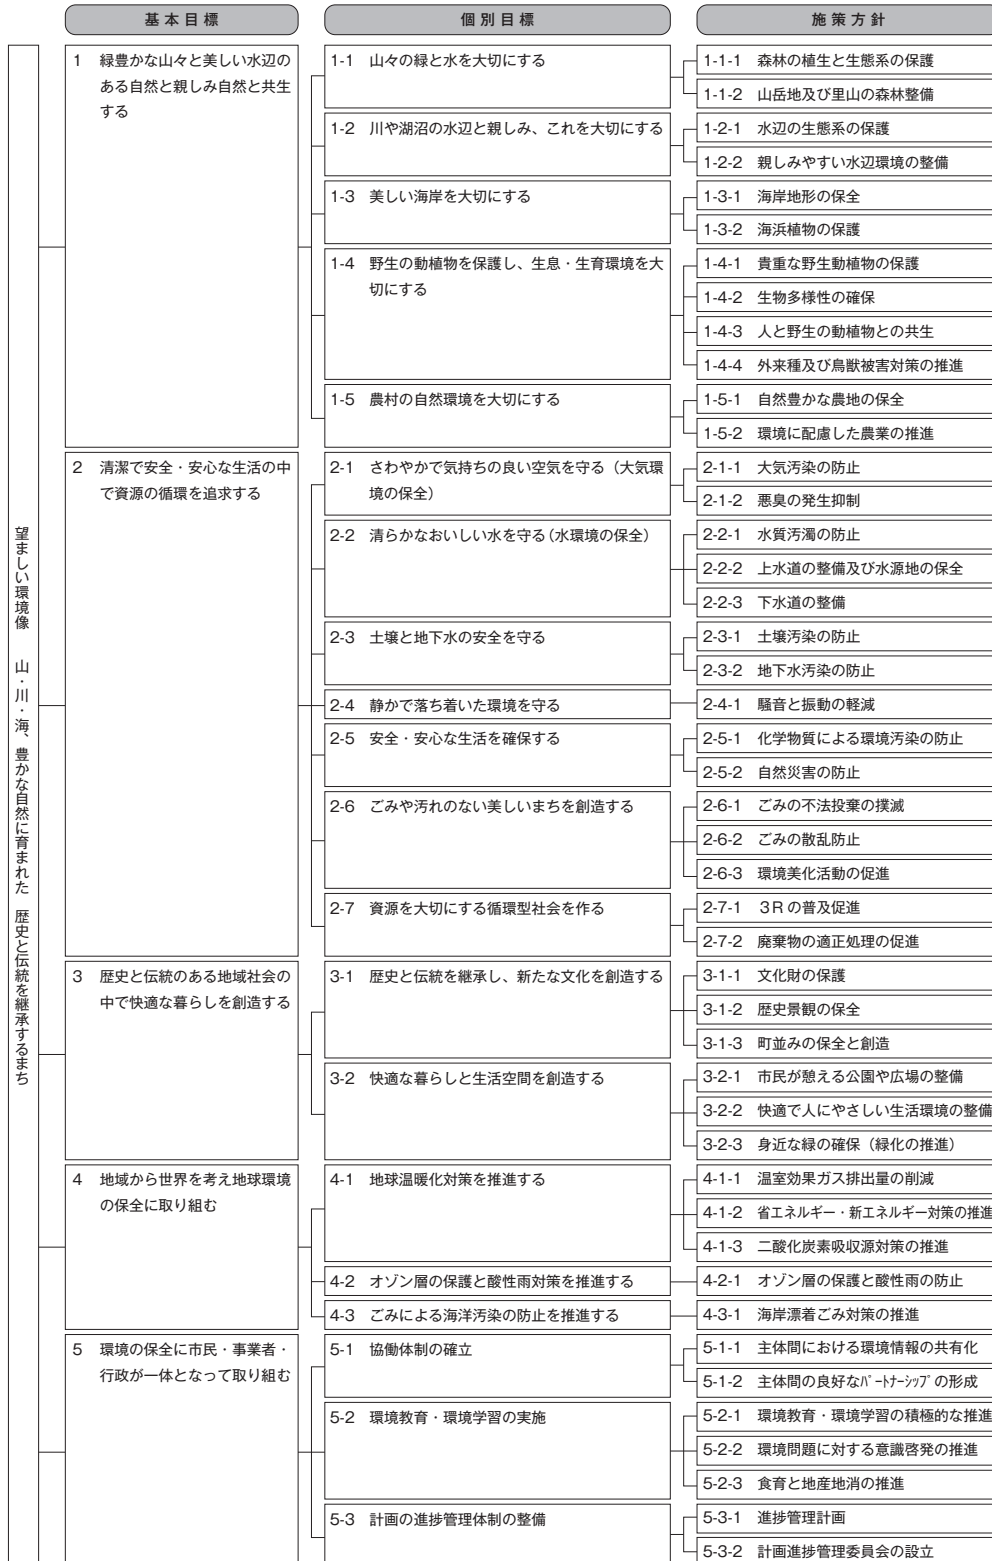 基本目標
個別目標
施策方針
望ましい環境像　山・川・海、豊かな自然に育まれた 歴史と伝統を継承するまち
1 緑豊かな山々と美しい水辺の
ある自然と親しみ自然と共生
する
1-1 山々の緑と水を大切にする
1-1-1 森林の植生と生態系の保護
1-1-2 山岳地及び里山の森林整備
1-2 川や湖沼の水辺と親しみ、これを大切にする
1-2-1 水辺の生態系の保護
1-2-2 親しみやすい水辺環境の整備
1-3 美しい海岸を大切にする
1-3-1 海岸地形の保全
1-3-2 海浜植物の保護
1-4 野生の動植物を保護し、生息・生育環境を大
切にする
1-4-1 貴重な野生動植物の保護
1-4-2 生物多様性の確保
1-4-3 人と野生の動植物との共生
1-4-4 外来種及び鳥獣被害対策の推進
1-5 農村の自然環境を大切にする
1-5-1 自然豊かな農地の保全
1-5-2 環境に配慮した農業の推進
2 清潔で安全・安心な生活の中
で資源の循環を追求する
2-1 さわやかで気持ちの良い空気を守る（大気環
境の保全）
2-1-1 大気汚染の防止
2-1-2 悪臭の発生抑制
2-2 清らかなおいしい水を守る（水環境の保全）
2-2-1 水質汚濁の防止
2-2-2 上水道の整備及び水源地の保全
2-2-3 下水道の整備
2-3 土壌と地下水の安全を守る
2-3-1 土壌汚染の防止
2-3-2 地下水汚染の防止
2-4 静かで落ち着いた環境を守る
2-4-1 騒音と振動の軽減
2-5 安全・安心な生活を確保する
2-5-1 化学物質による環境汚染の防止
2-5-2 自然災害の防止
2-6 ごみや汚れのない美しいまちを創造する
2-6-1 ごみの不法投棄の撲滅
2-6-2 ごみの散乱防止
2-6-3 環境美化活動の促進
2-7 資源を大切にする循環型社会を作る
2-7-1 3Rの普及促進
2-7-2 廃棄物の適正処理の促進
3 歴史と伝統のある地域社会の
中で快適な暮らしを創造する
3-1 歴史と伝統を継承し、新たな文化を創造する
3-1-1 文化財の保護
3-1-2 歴史景観の保全
3-1-3 町並みの保全と創造
3-2 快適な暮らしと生活空間を創造する
3-2-1 市民が憩える公園や広場の整備
3-2-2 快適で人にやさしい生活環境の整備
3-2-3 身近な緑の確保（緑化の推進）
4 地域から世界を考え地球環境
の保全に取り組む
4-1 地球温暖化対策を推進する
4-1-1 温室効果ガス排出量の削減
4-1-2 省エネルギー・新エネルギー対策の推進
4-1-3 二酸化炭素吸収源対策の推進
4-2 オゾン層の保護と酸性雨対策を推進する
4-2-1 オゾン層の保護と酸性雨の防止
4-3 ごみによる海洋汚染の防止を推進する
4-3-1 海岸漂着ごみ対策の推進
5 環境の保全に市民・事業者・
行政が一体となって取り組む
5-1 協働体制の確立
5-1-1 主体間における環境情報の共有化
5-1-2 主体間の良好なﾊﾟｰﾄﾅｰｼｯﾌﾟの形成
5-2 環境教育・環境学習の実施
5-2-1 環境教育・環境学習の積極的な推進
5-2-2 環境問題に対する意識啓発の推進
5-2-3 食育と地産地消の推進
5-3 計画の進捗管理体制の整備
5-3-1 進捗管理計画
5-3-2 計画進捗管理委員会の設立